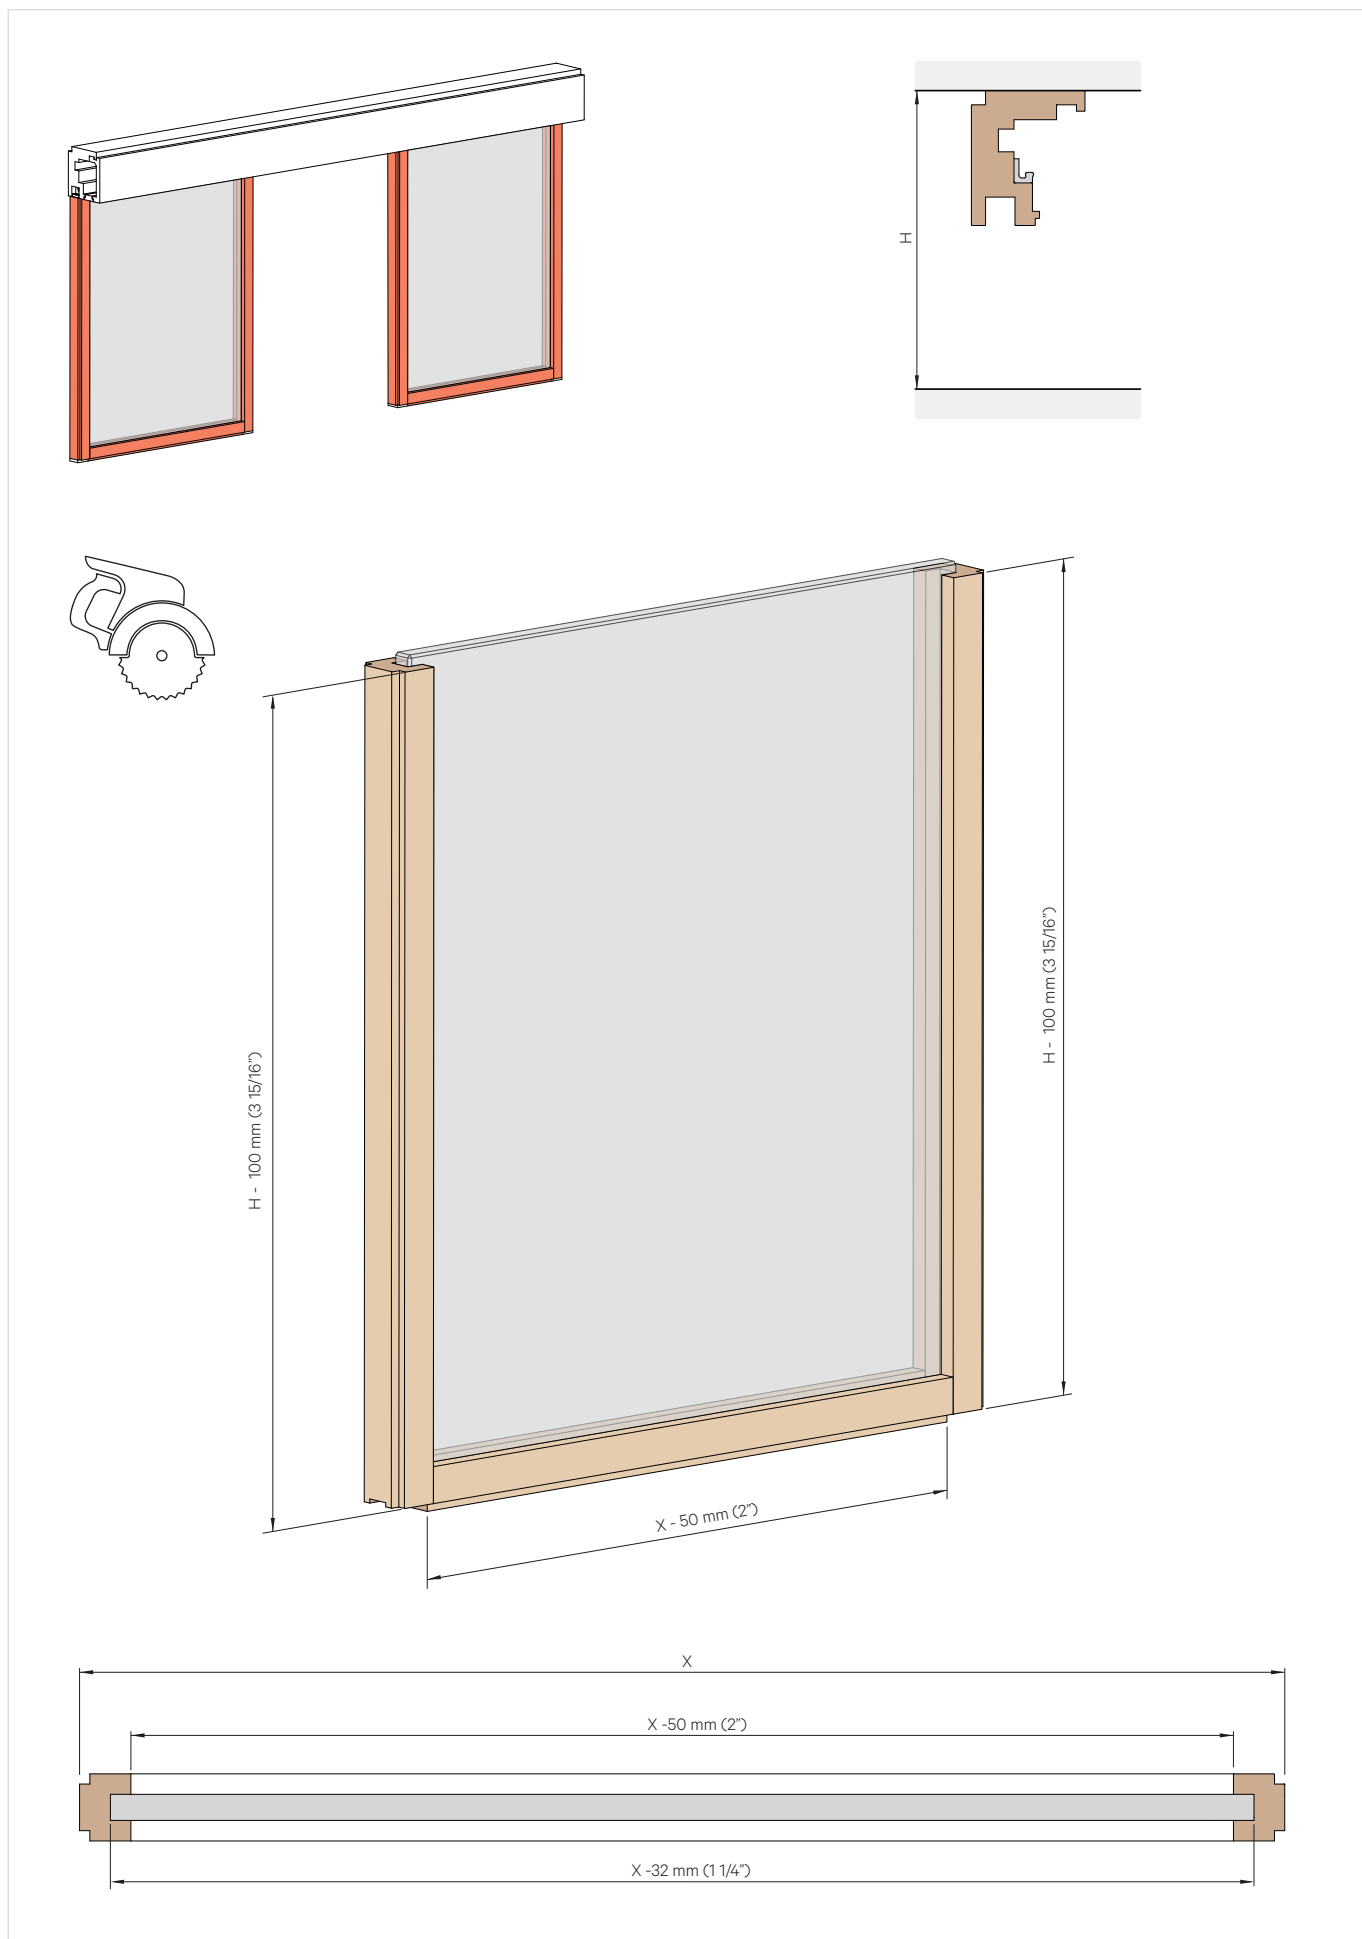 H
H - 100 mm (3 15/16")
H - 100 mm (3 15/16")
X - 50 mm (2")
X
X -50 mm (2")
X -32 mm (1 1/4")